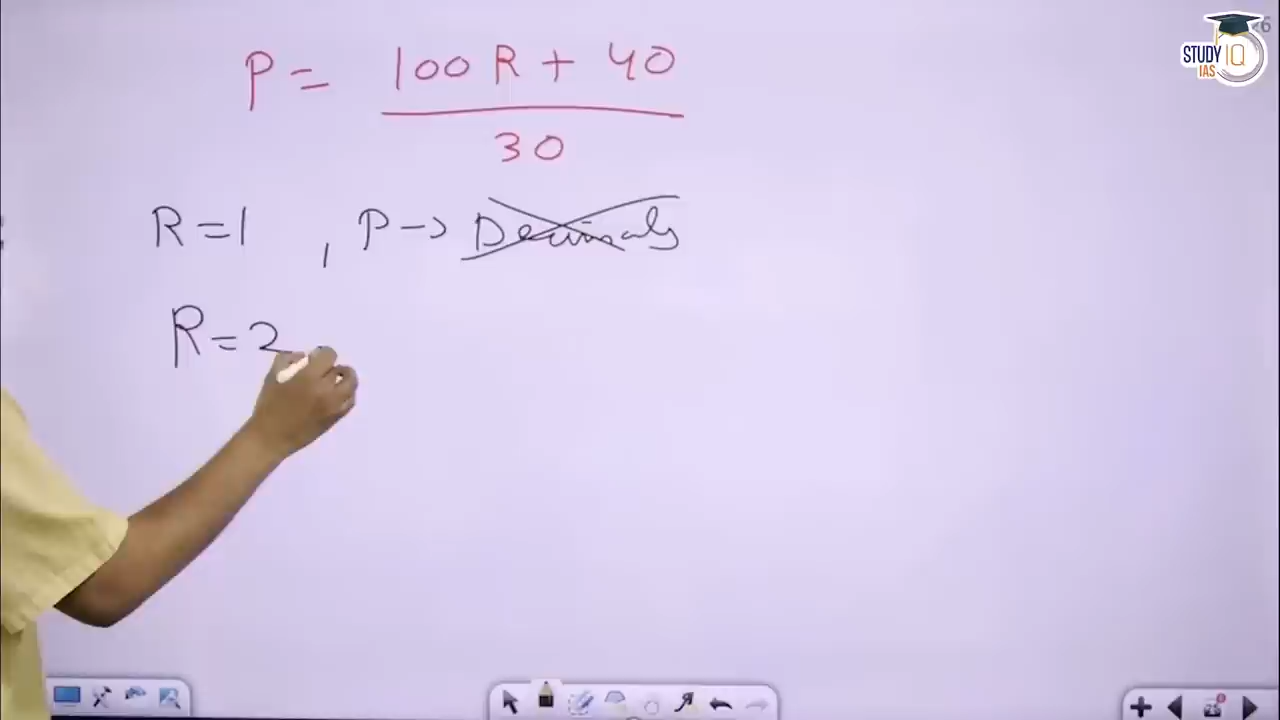 P = 100 R + 40
30
R = 1 , P → Decimals
R = 2
STUDY IQ
IAS